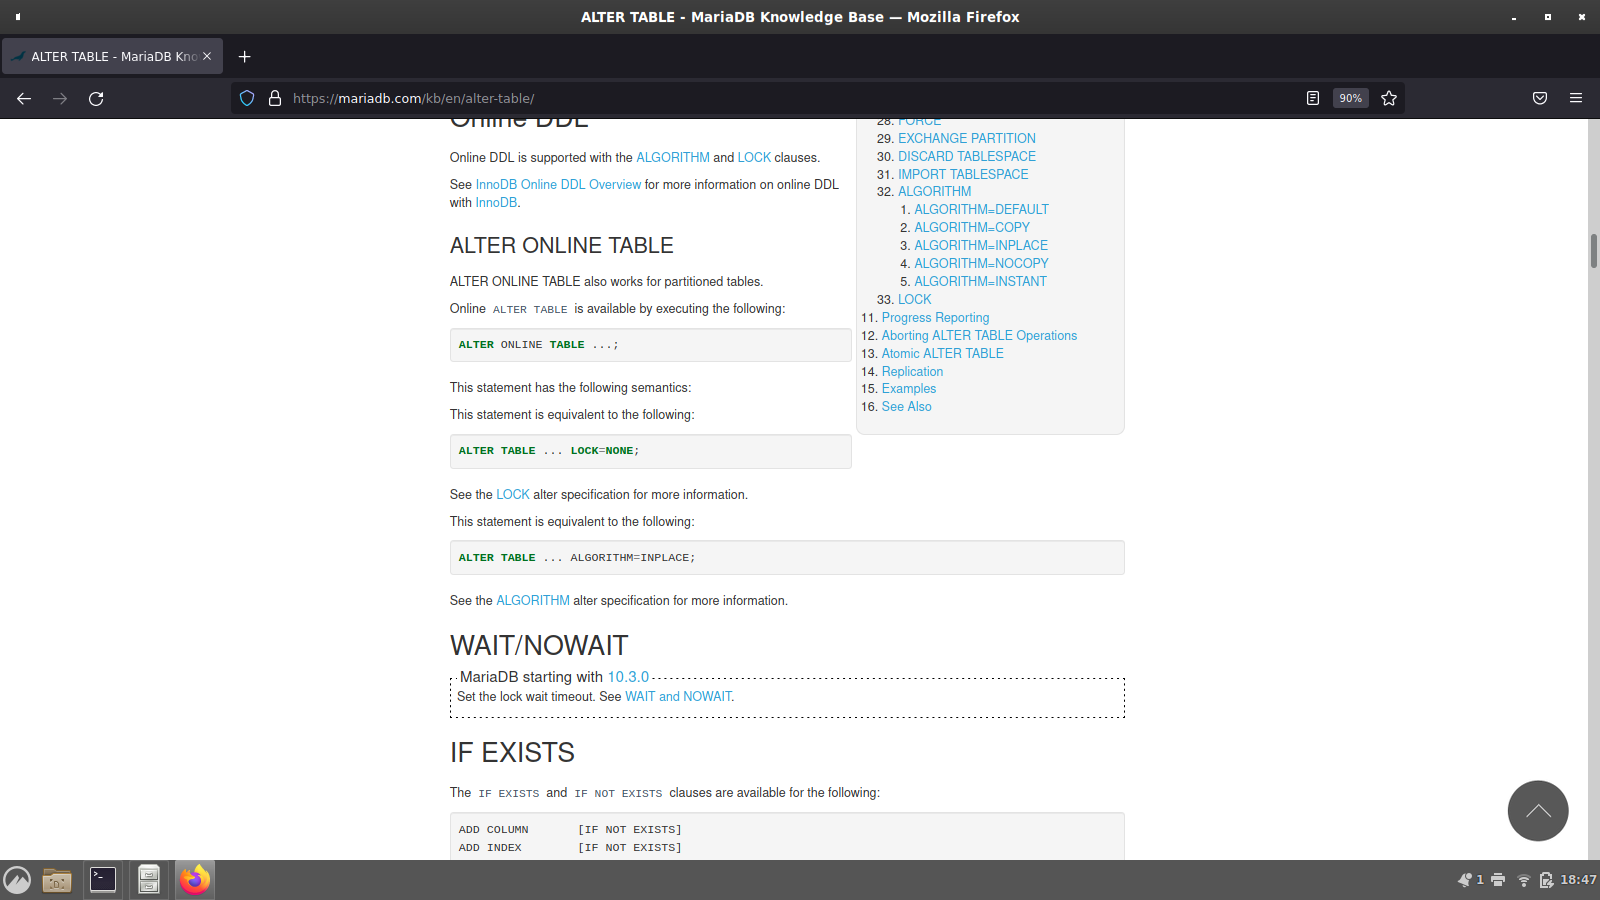 ALTER TABLE - MariaDB Knowledge Base — Mozilla Firefox
ALTER TABLE - MariaDB Kno
https://mariadb.com/kb/en/alter-table/
90%
Online DDL
Online DDL is supported with the ALGORITHM and LOCK clauses.
See InnoDB Online DDL Overview for more information on online DDL
with InnoDB.
ALTER ONLINE TABLE
ALTER ONLINE TABLE also works for partitioned tables.
Online ALTER TABLE is available by executing the following:
ALTER ONLINE TABLE ...;
This statement has the following semantics:
This statement is equivalent to the following:
ALTER TABLE ... LOCK=NONE;
See the LOCK alter specification for more information.
This statement is equivalent to the following:
ALTER TABLE ... ALGORITHM=INPLACE;
See the ALGORITHM alter specification for more information.
28. FORCE
29. EXCHANGE PARTITION
30. DISCARD TABLESPACE
31. IMPORT TABLESPACE
32. ALGORITHM
1. ALGORITHM=DEFAULT
2. ALGORITHM=COPY
3. ALGORITHM=INPLACE
4. ALGORITHM=NOCOPY
5. ALGORITHM=INSTANT
33. LOCK
11. Progress Reporting
12. Aborting ALTER TABLE Operations
13. Atomic ALTER TABLE
14. Replication
15. Examples
16. See Also
WAIT/NOWAIT
MariaDB starting with 10.3.0
Set the lock wait timeout. See WAIT and NOWAIT.
IF EXISTS
The IF EXISTS and IF NOT EXISTS clauses are available for the following:
ADD COLUMN [IF NOT EXISTS]
ADD INDEX [IF NOT EXISTS]
1
18:47